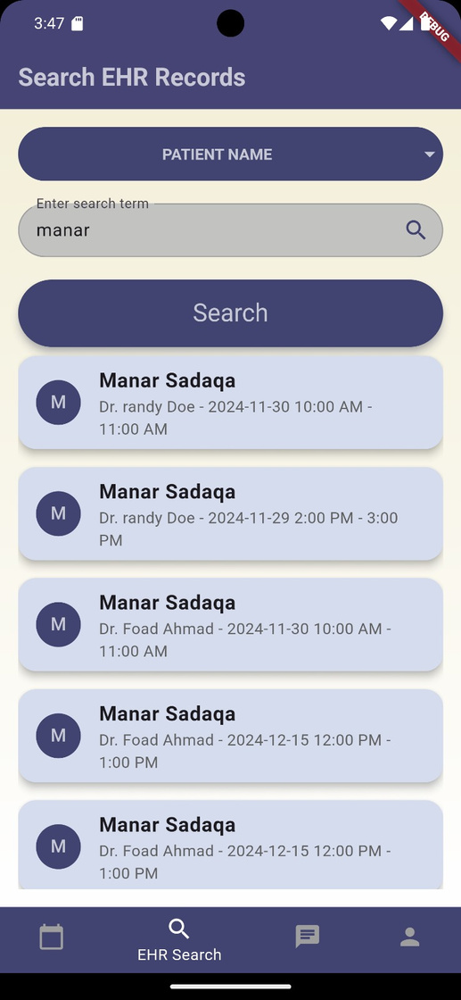 3:47
DEBUG
Search EHR Records
PATIENT NAME
Enter search term
manar
Search
M
Manar Sadaqa
Dr. randy Doe - 2024-11-30 10:00 AM -
11:00 AM
M
Manar Sadaqa
Dr. randy Doe - 2024-11-29 2:00 PM - 3:00
PM
M
Manar Sadaqa
Dr. Foad Ahmad - 2024-11-30 10:00 AM -
11:00 AM
M
Manar Sadaqa
Dr. Foad Ahmad - 2024-12-15 12:00 PM -
1:00 PM
M
Manar Sadaqa
Dr. Foad Ahmad - 2024-12-15 12:00 PM -
1:00 PM
EHR Search